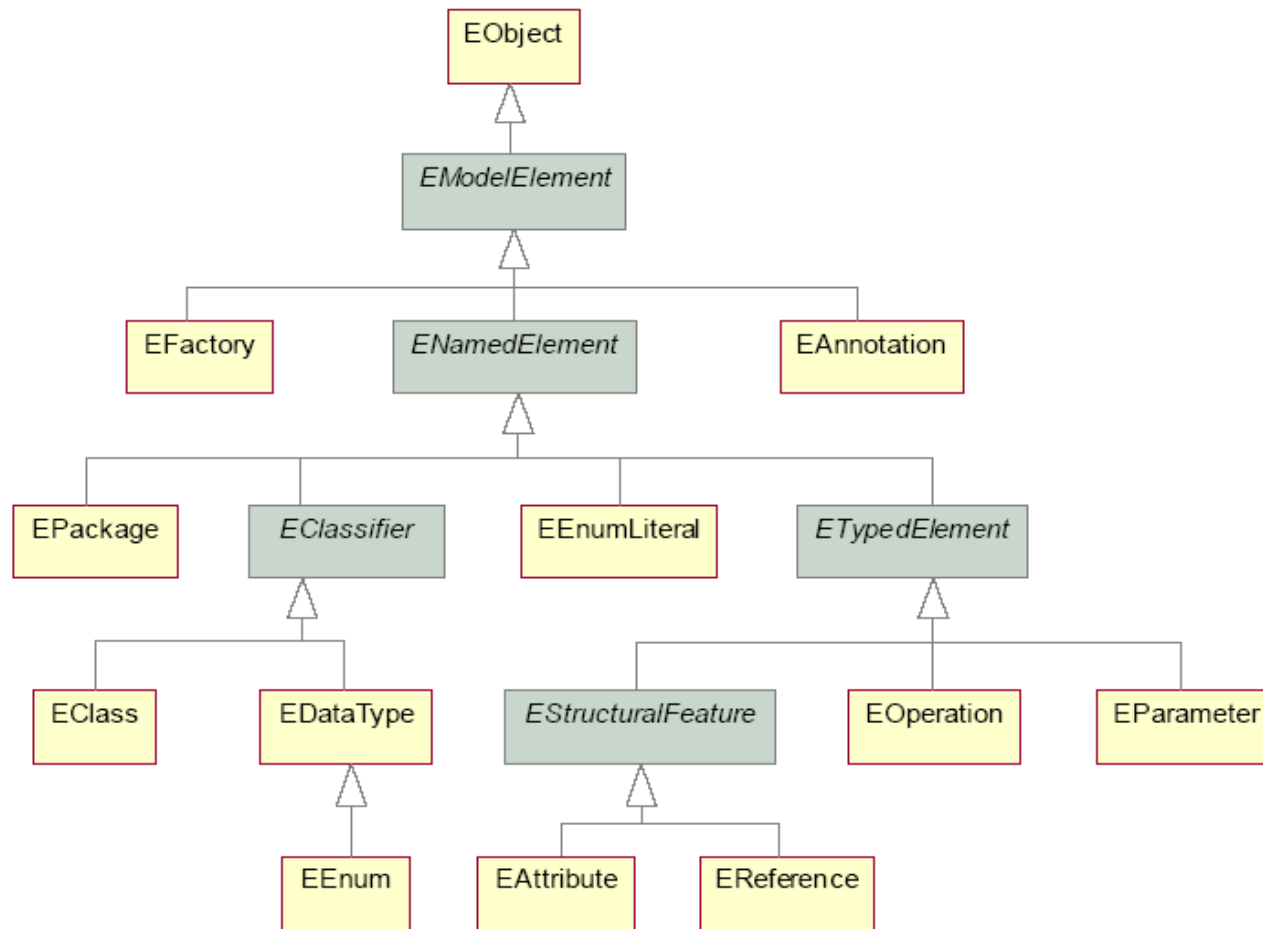 EObject
EModelElement
EFactory
ENamedElement
EAnnotation
EPackage
EClassifier
EEnumLiteral
ETypedElement
EClass
EDataType
EStructuralFeature
EOperation
EParameter
EEnum
EAttribute
EReference